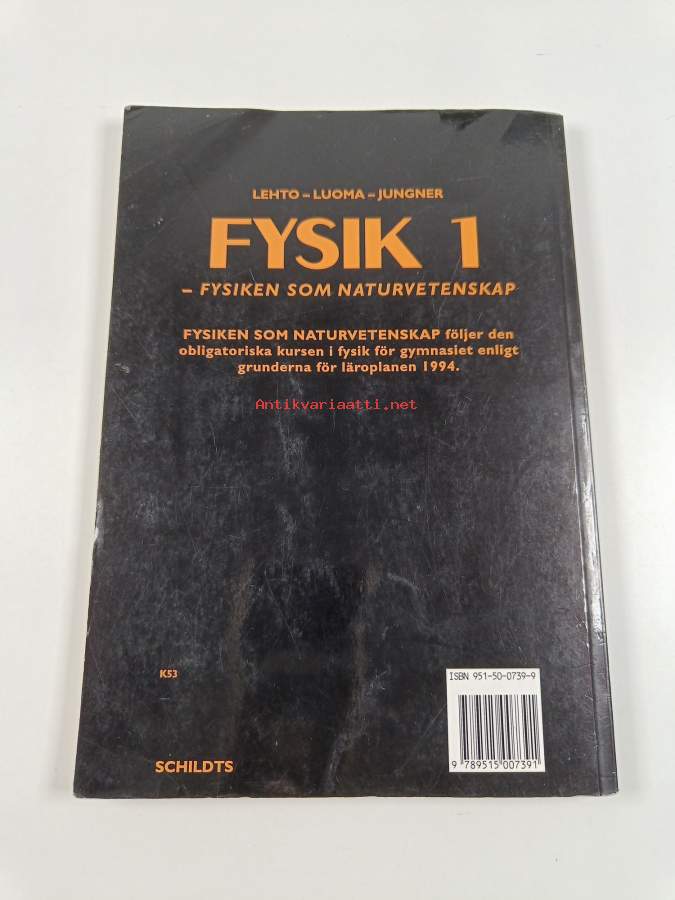 LEHTO – LUOMA – JUNGNER
FYSIK 1
– FYSIKEN SOM NATURVETENSKAP
FYSIKEN SOM NATURVETENSKAP följer den
obligatoriska kursen i fysik för gymnasiet enligt
grunderna för läroplanen 1994.
Antikvariaatti.net
K53
ISBN 951-50-0739-9
9 789515 007391
SCHILDTS